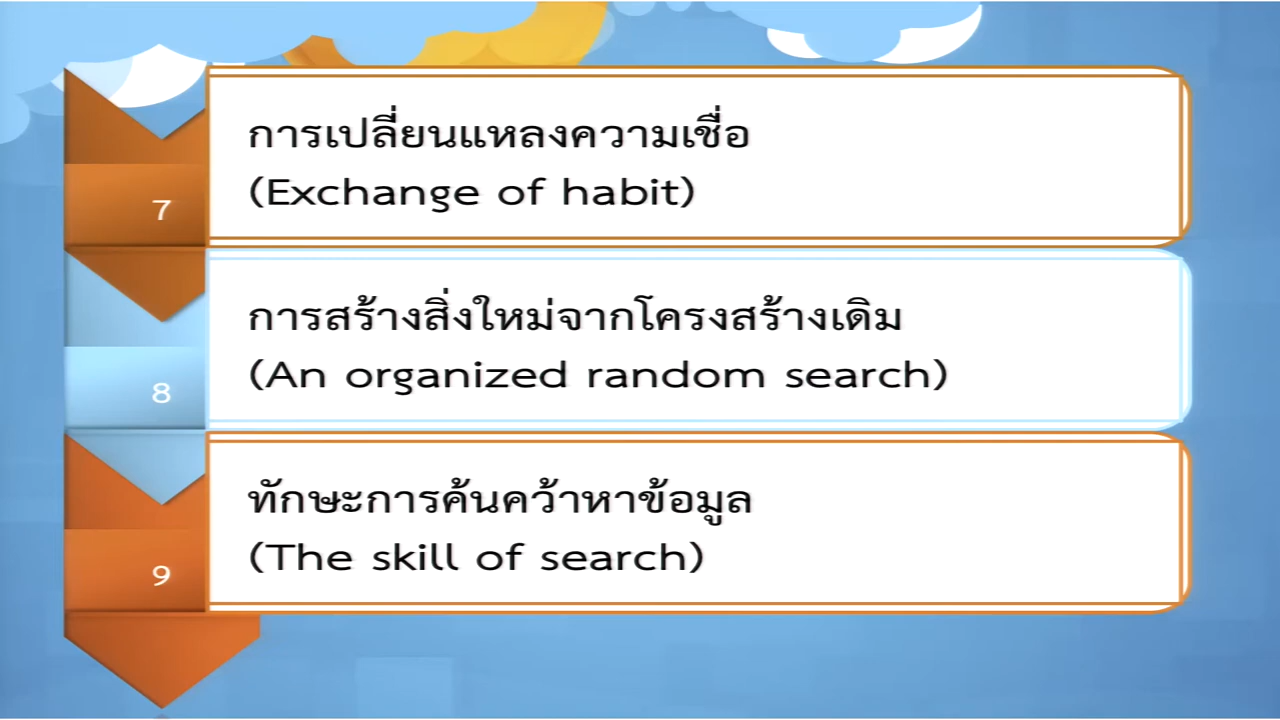 7
การเปลี่ยนแหลงความเชื่อ
(Exchange of habit)
8
การสร้างสิ่งใหม่จากโครงสร้างเดิม
(An organized random search)
9
ทักษะการค้นคว้าหาข้อมูล
(The skill of search)